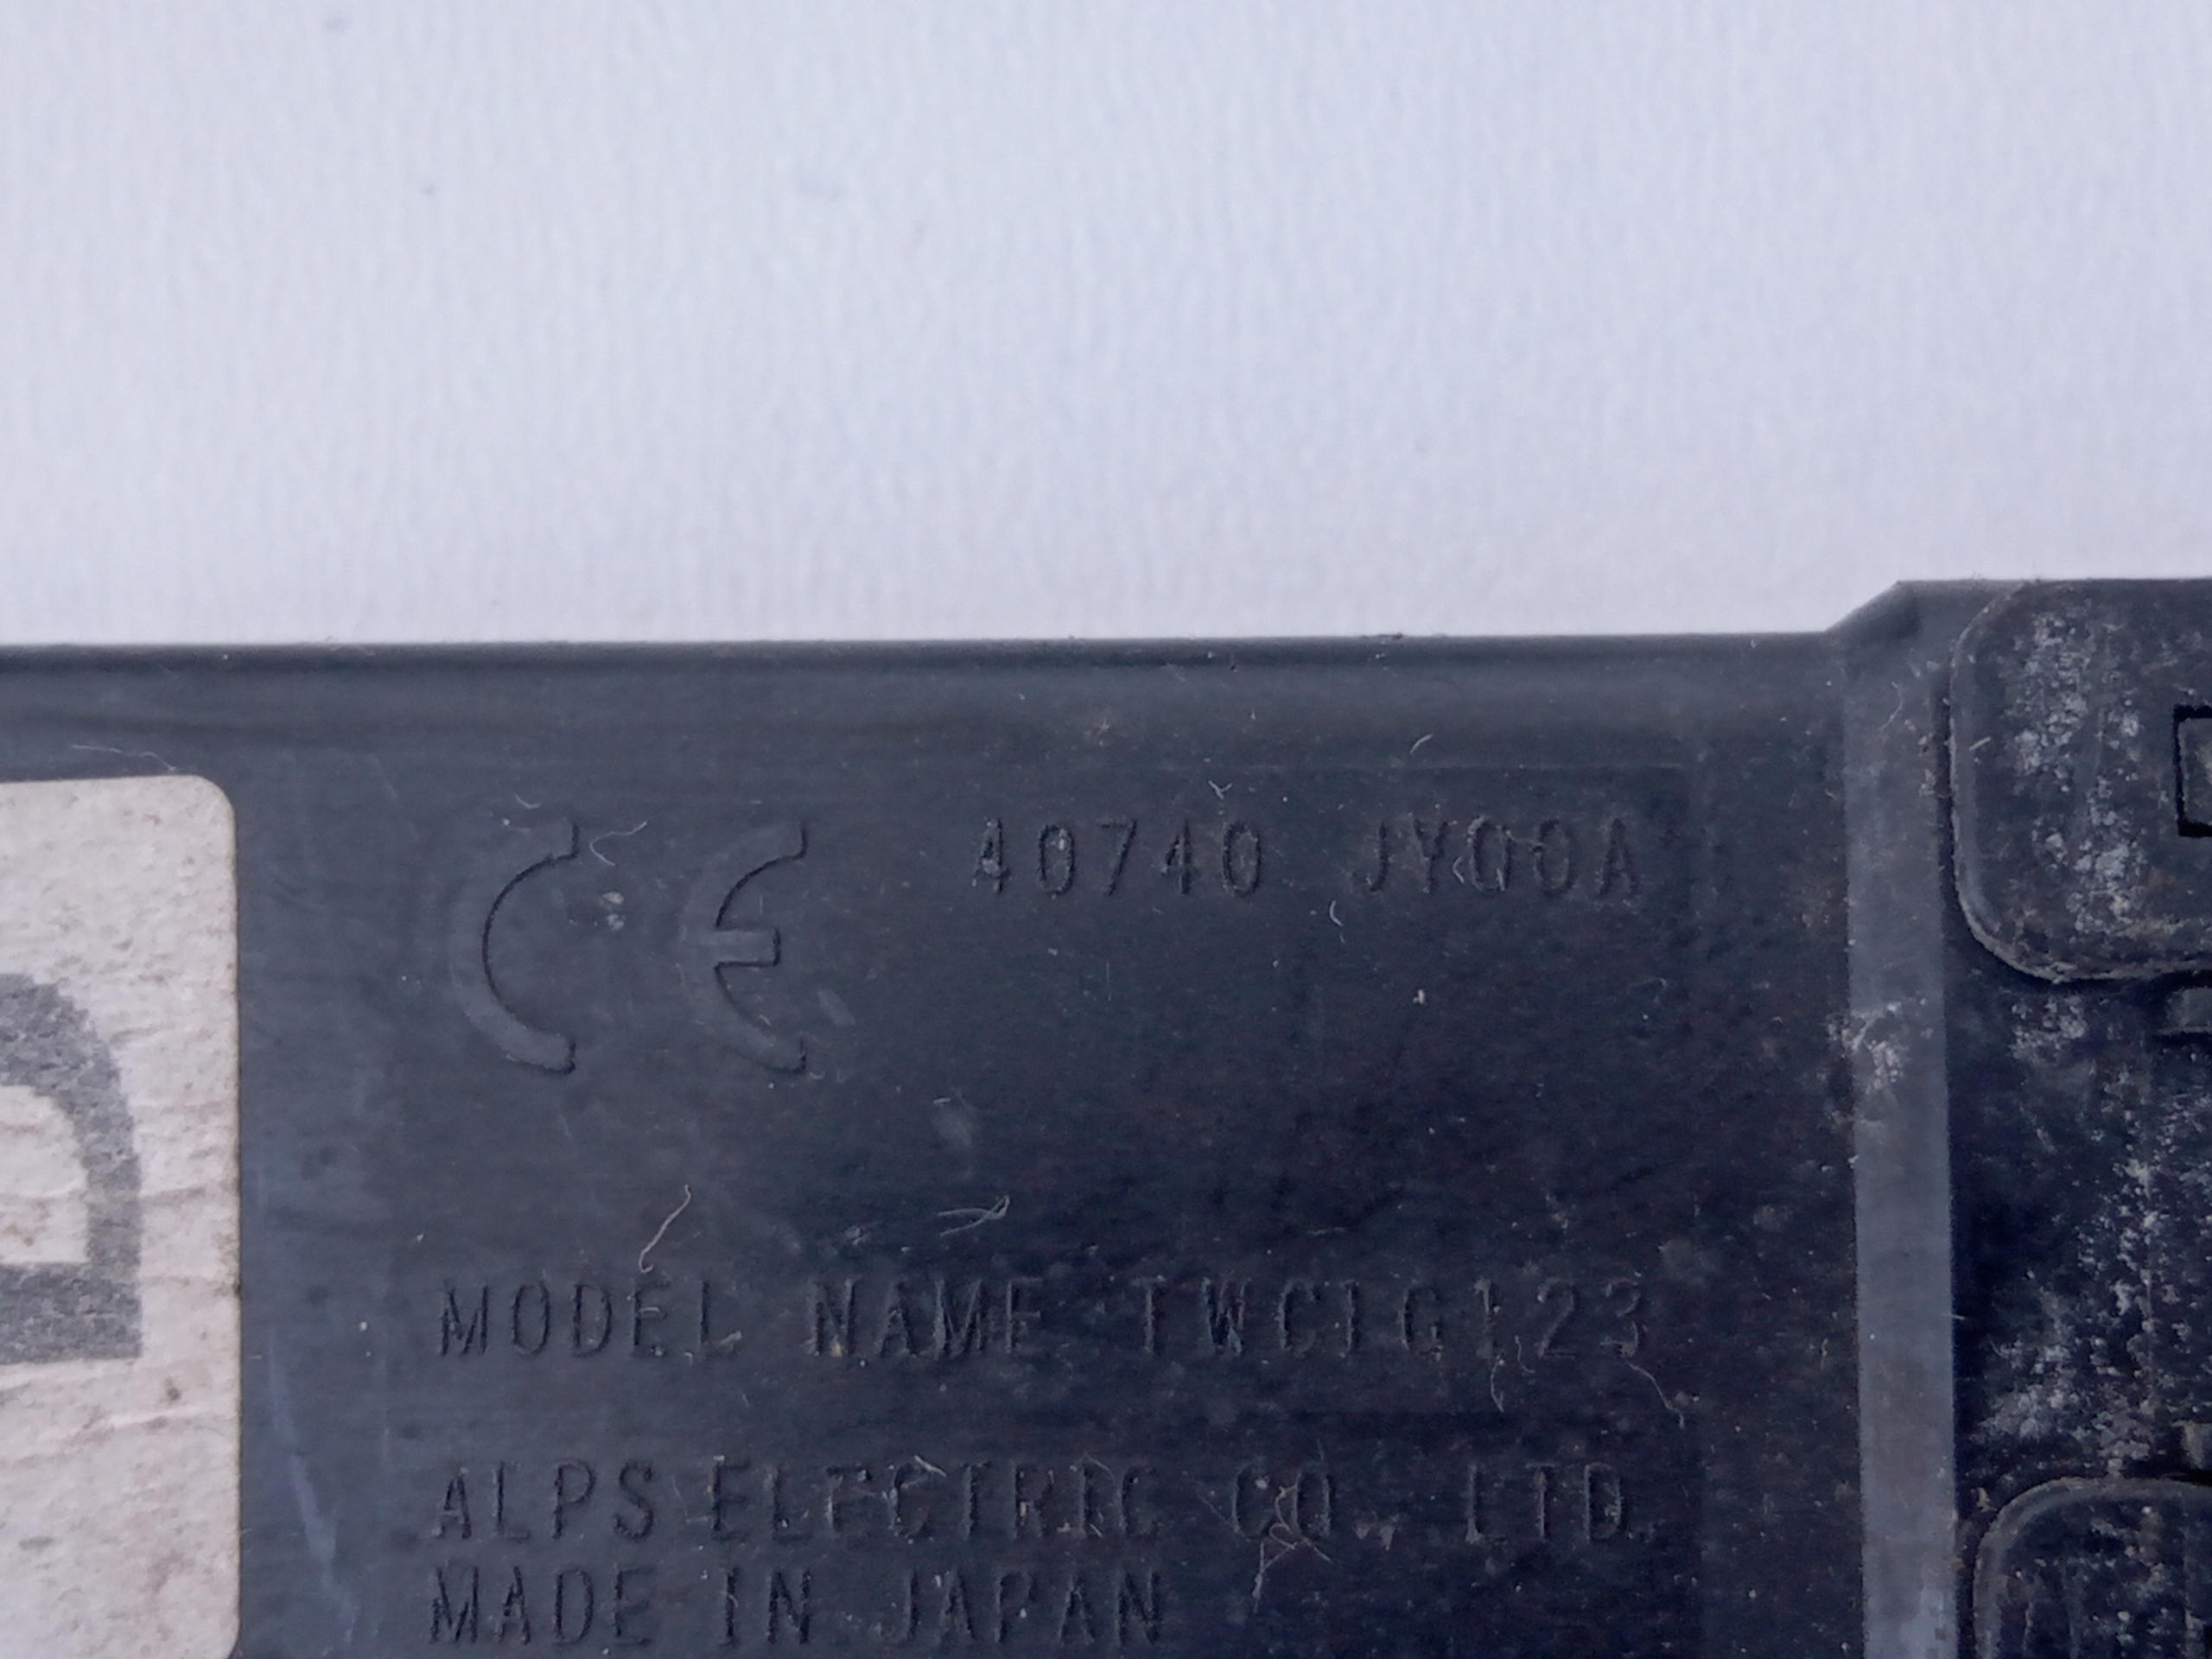 CE 40740 JY00A
MODEL NAME TWC1G123
ALPS ELECTRIC CO., LTD.
MADE IN JAPAN